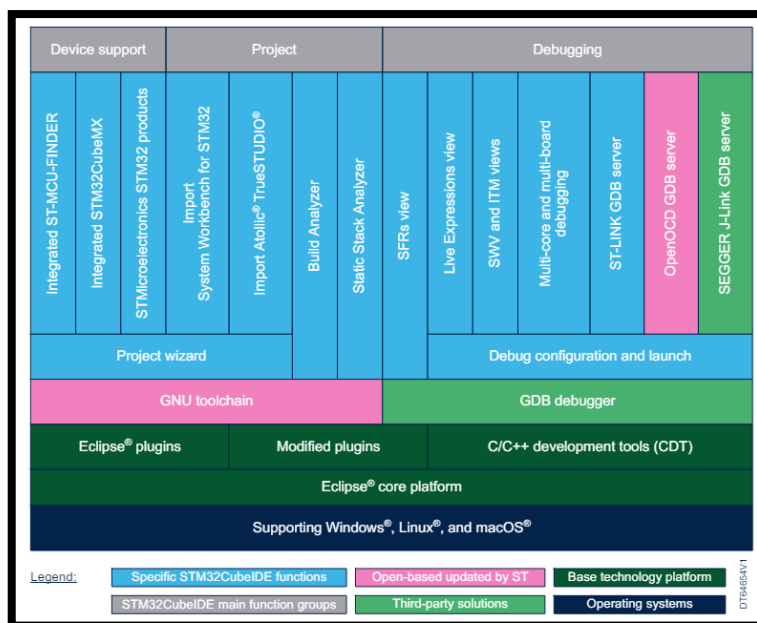 Device support
Project
Debugging
Integrated ST-MCU-FINDER
Integrated STM32CubeMX
STMicroelectronics STM32 products
Import
System Workbench for STM32
Import Atollic® TrueSTUDIO®
Build Analyzer
Static Stack Analyzer
SFRs view
Live Expressions view
SWV and ITM views
Multi-core and multi-board
debugging
ST-LINK GDB server
OpenOCD GDB server
SEGGER J-Link GDB server
Project wizard
Debug configuration and launch
GNU toolchain
GDB debugger
Eclipse® plugins
Modified plugins
C/C++ development tools (CDT)
Eclipse® core platform
Supporting Windows®, Linux®, and macOS®
Legend:
Specific STM32CubeIDE functions
Open-based updated by ST
Base technology platform
STM32CubeIDE main function groups
Third-party solutions
Operating systems
DT64654V1